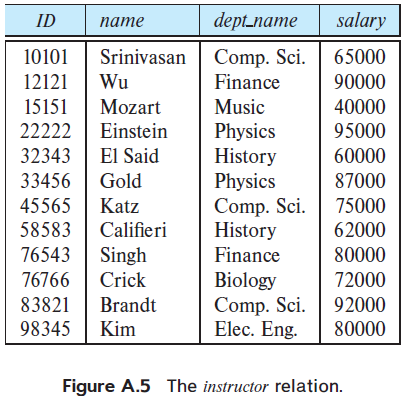 ID name dept_name salary
10101 Srinivasan Comp. Sci. 65000
12121 Wu Finance 90000
15151 Mozart Music 40000
22222 Einstein Physics 95000
32343 El Said History 60000
33456 Gold Physics 87000
45565 Katz Comp. Sci. 75000
58583 Califieri History 62000
76543 Singh Finance 80000
76766 Crick Biology 72000
83821 Brandt Comp. Sci. 92000
98345 Kim Elec. Eng. 80000
Figure A.5 The instructor relation.